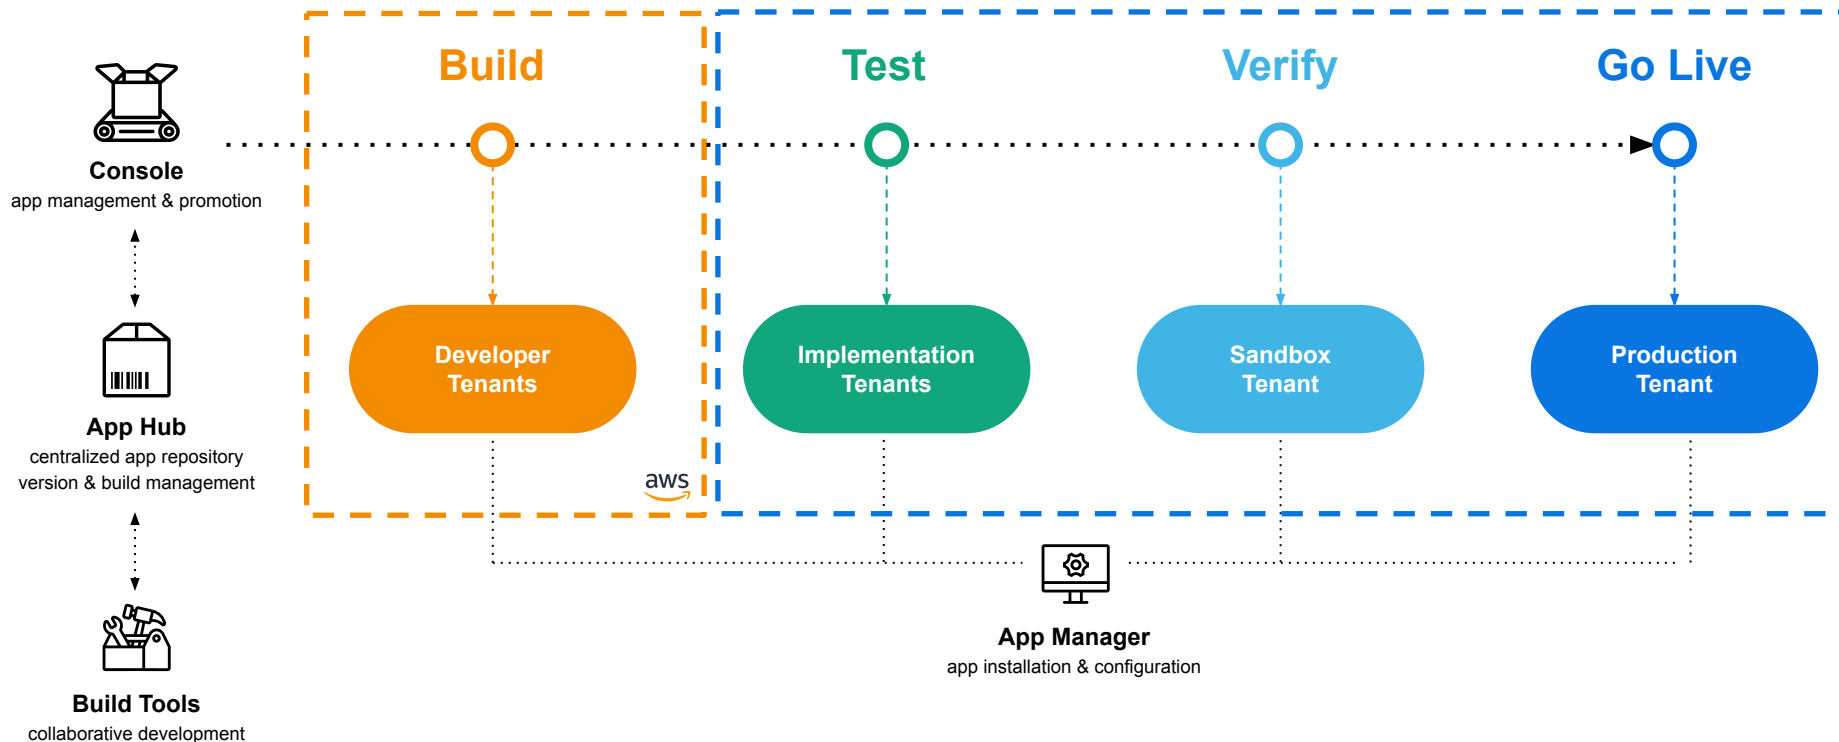 Build
Test
Verify
Go Live
Console
app management & promotion
Developer
Tenants
Implementation
Tenants
Sandbox
Tenant
Production
Tenant
App Hub
centralized app repository
version & build management
aws
App Manager
app installation & configuration
Build Tools
collaborative development